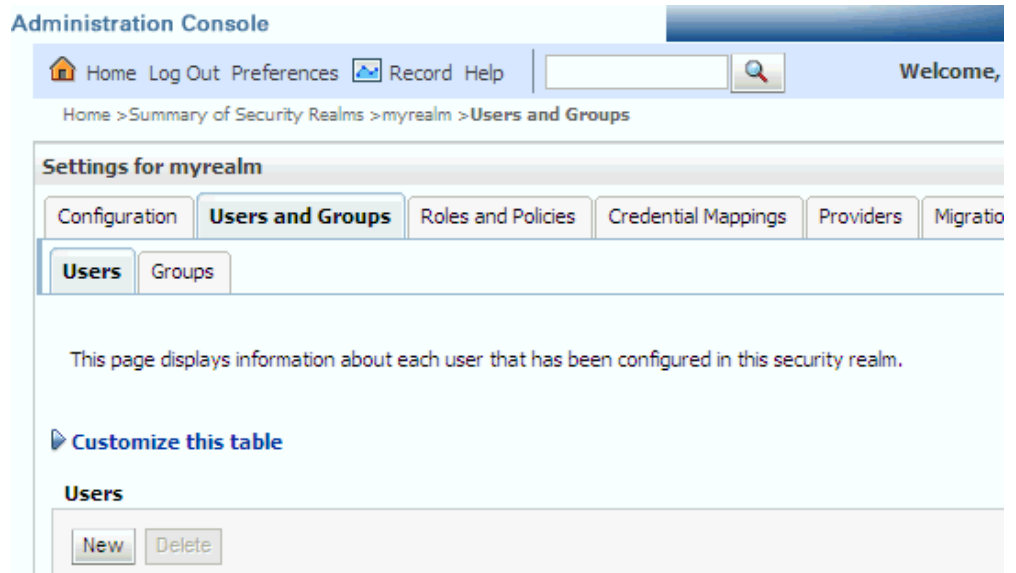 Administration Console
Home Log Out Preferences Record Help Welcome,
Home >Summary of Security Realms >myrealm >Users and Groups
Settings for myrealm
Configuration Users and Groups Roles and Policies Credential Mappings Providers Migratio
Users Groups
This page displays information about each user that has been configured in this security realm.
Customize this table
Users
New Delete